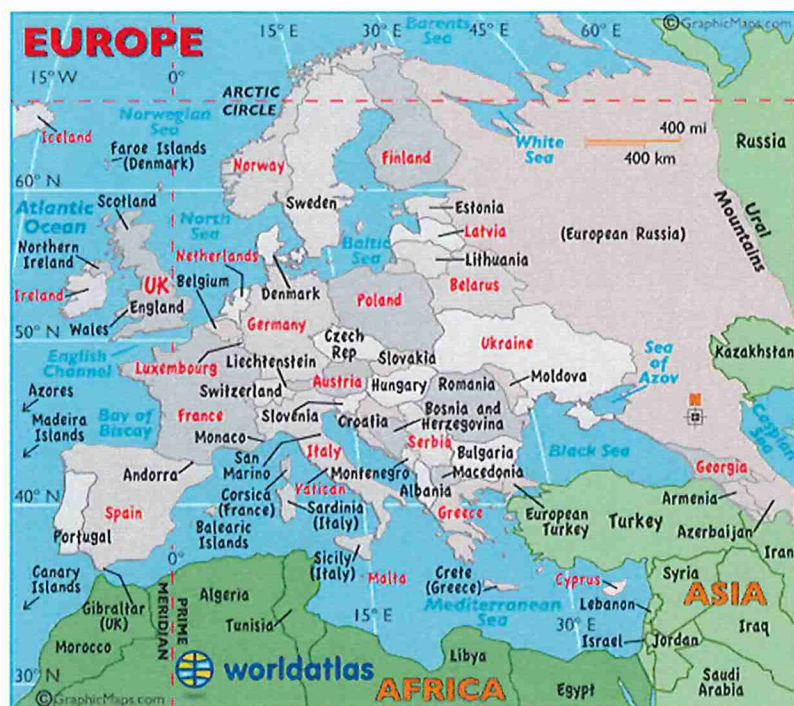 ©GraphicMaps.com
EUROPE
15° W
0°
15° E
30° E
45° E
60° E
Barents
Sea
ARCTIC
CIRCLE
Norwegian
Sea
Iceland
Faroe Islands
(Denmark)
White
Sea
400 mi
400 km
Russia
Norway
Finland
60° N
Scotland
Sweden
Estonia
Atlantic
Ocean
North
Sea
Baltic
Sea
Latvia
(European Russia)
Ural
Mountains
Northern
Ireland
Netherlands
Lithuania
Ireland
UK
Belgium
Denmark
Belarus
England
Poland
Wales
Germany
50° N
Ukraine
English
Channel
Luxembourg
Liechtenstein
Czech
Rep
Slovakia
Sea
of
Azov
Kazakhstan
Switzerland
Austria
Hungary
Romania
Moldova
Azores
Madeira
Islands
Bay of
Biscay
France
Slovenia
Croatia
Bosnia and
Herzegovina
N
Caspian
Sea
Monaco
San
Marino
Italy
Serbia
Bulgaria
Black Sea
Andorra
Corsica
(France)
Vatican
Montenegro
Macedonia
Georgia
Albania
40° N
Spain
Sardinia
(Italy)
Greece
European
Turkey
Turkey
Armenia
Azerbaijan
Portugal
Balearic
Islands
Iran
Canary
Islands
0°
Sicily
(Italy)
Malta
Crete
(Greece)
Cyprus
Syria
ASIA
Gibraltar
(UK)
PRIME
MERIDIAN
Algeria
Mediterranean
Sea
Lebanon
Tunisia
15° E
30° E
Israel
Jordan
Iraq
Morocco
worldatlas
Libya
Saudi
Arabia
30° N
AFRICA
Egypt
©GraphicMaps.com